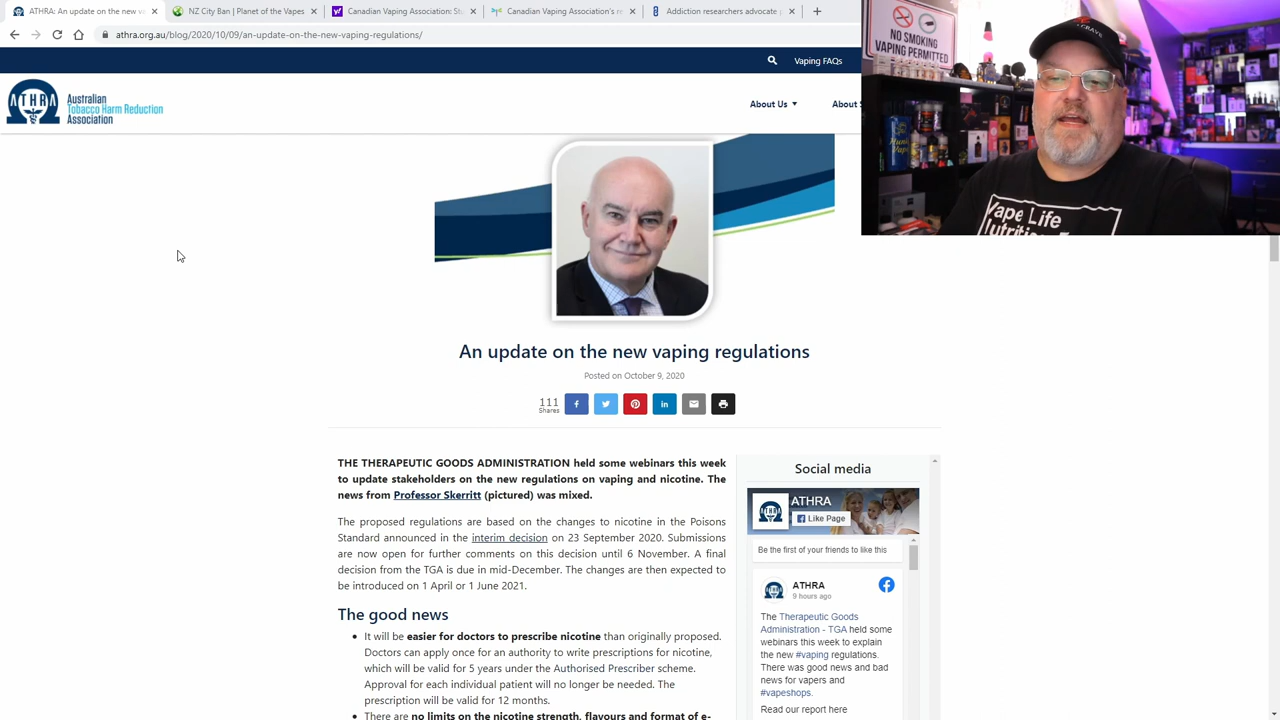 ATHRA: An update on the new va
NZ City Ban | Planet of the Vapes
Canadian Vaping Association: St
Canadian Vaping Association's re
Addiction researchers advocate p
athra.org.au/blog/2020/10/09/an-update-on-the-new-vaping-regulations/
NO SMOKING
VAPING PERMITTED
Vaping FAQs
ATHRA
Australian
Tobacco Harm Reduction
Association
About Us
About S
Vape Life
An update on the new vaping regulations
Posted on October 9, 2020
111
Shares
THE THERAPEUTIC GOODS ADMINISTRATION held some webinars this week
to update stakeholders on the new regulations on vaping and nicotine. The
news from Professor Skerritt (pictured) was mixed.
The proposed regulations are based on the changes to nicotine in the Poisons
Standard announced in the interim decision on 23 September 2020. Submissions
are now open for further comments on this decision until 6 November. A final
decision from the TGA is due in mid-December. The changes are then expected to
be introduced on 1 April or 1 June 2021.
The good news
• It will be easier for doctors to prescribe nicotine than originally proposed.
Doctors can apply once for an authority to write prescriptions for nicotine,
which will be valid for 5 years under the Authorised Prescriber scheme.
Approval for each individual patient will no longer be needed. The
prescription will be valid for 12 months.
• There are no limits on the nicotine strength, flavours and format of e-
Social media
ATHRA
Like Page
Be the first of your friends to like this
ATHRA
9 hours ago
The Therapeutic Goods
Administration - TGA held some
webinars this week to explain
the new #vaping regulations.
There was good news and bad
news for vapers and
#vapeshops.
Read our report here